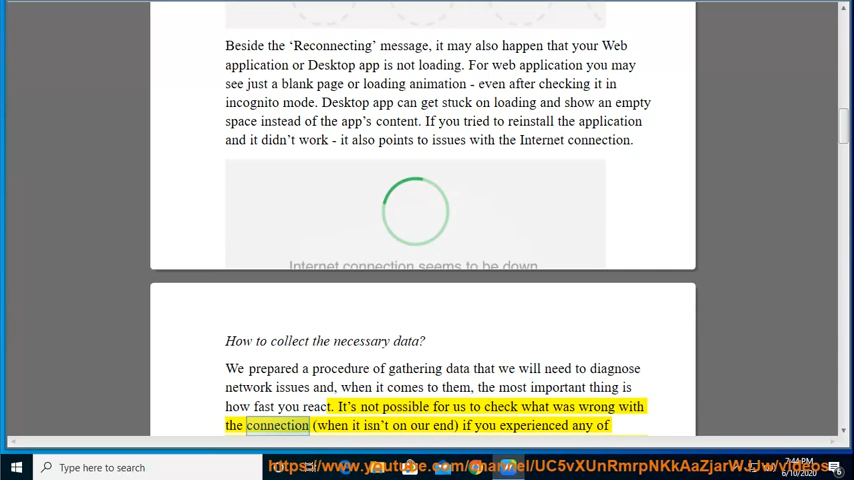 Beside the ‘Reconnecting’ message, it may also happen that your Web
application or Desktop app is not loading. For web application you may
see just a blank page or loading animation - even after checking it in
incognito mode. Desktop app can get stuck on loading and show an empty
space instead of the app’s content. If you tried to reinstall the application
and it didn’t work - it also points to issues with the Internet connection.
Internet connection seems to be down
How to collect the necessary data?
We prepared a procedure of gathering data that we will need to diagnose
network issues and, when it comes to them, the most important thing is
how fast you react. It’s not possible for us to check what was wrong with
the connection (when it isn’t on our end) if you experienced any of
Type here to search
https://www.youtube.com/channel/UC5vXUnRmrpNKkAaZjarWJJw/videos
7:44 PM
6/10/2020